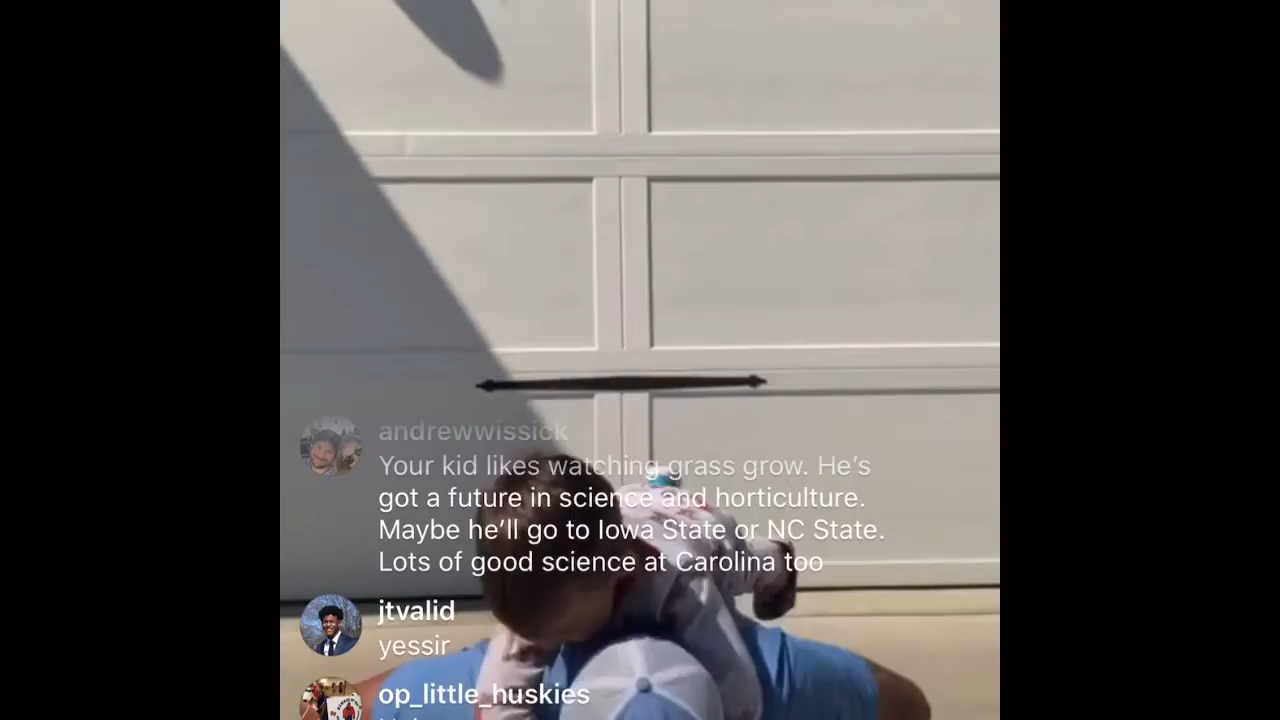 andrewwissick
Your kid likes watching grass grow. He's
got a future in science and horticulture.
Maybe he'll go to Iowa State or NC State.
Lots of good science at Carolina too
jtvalid
yessir
op_little_huskies